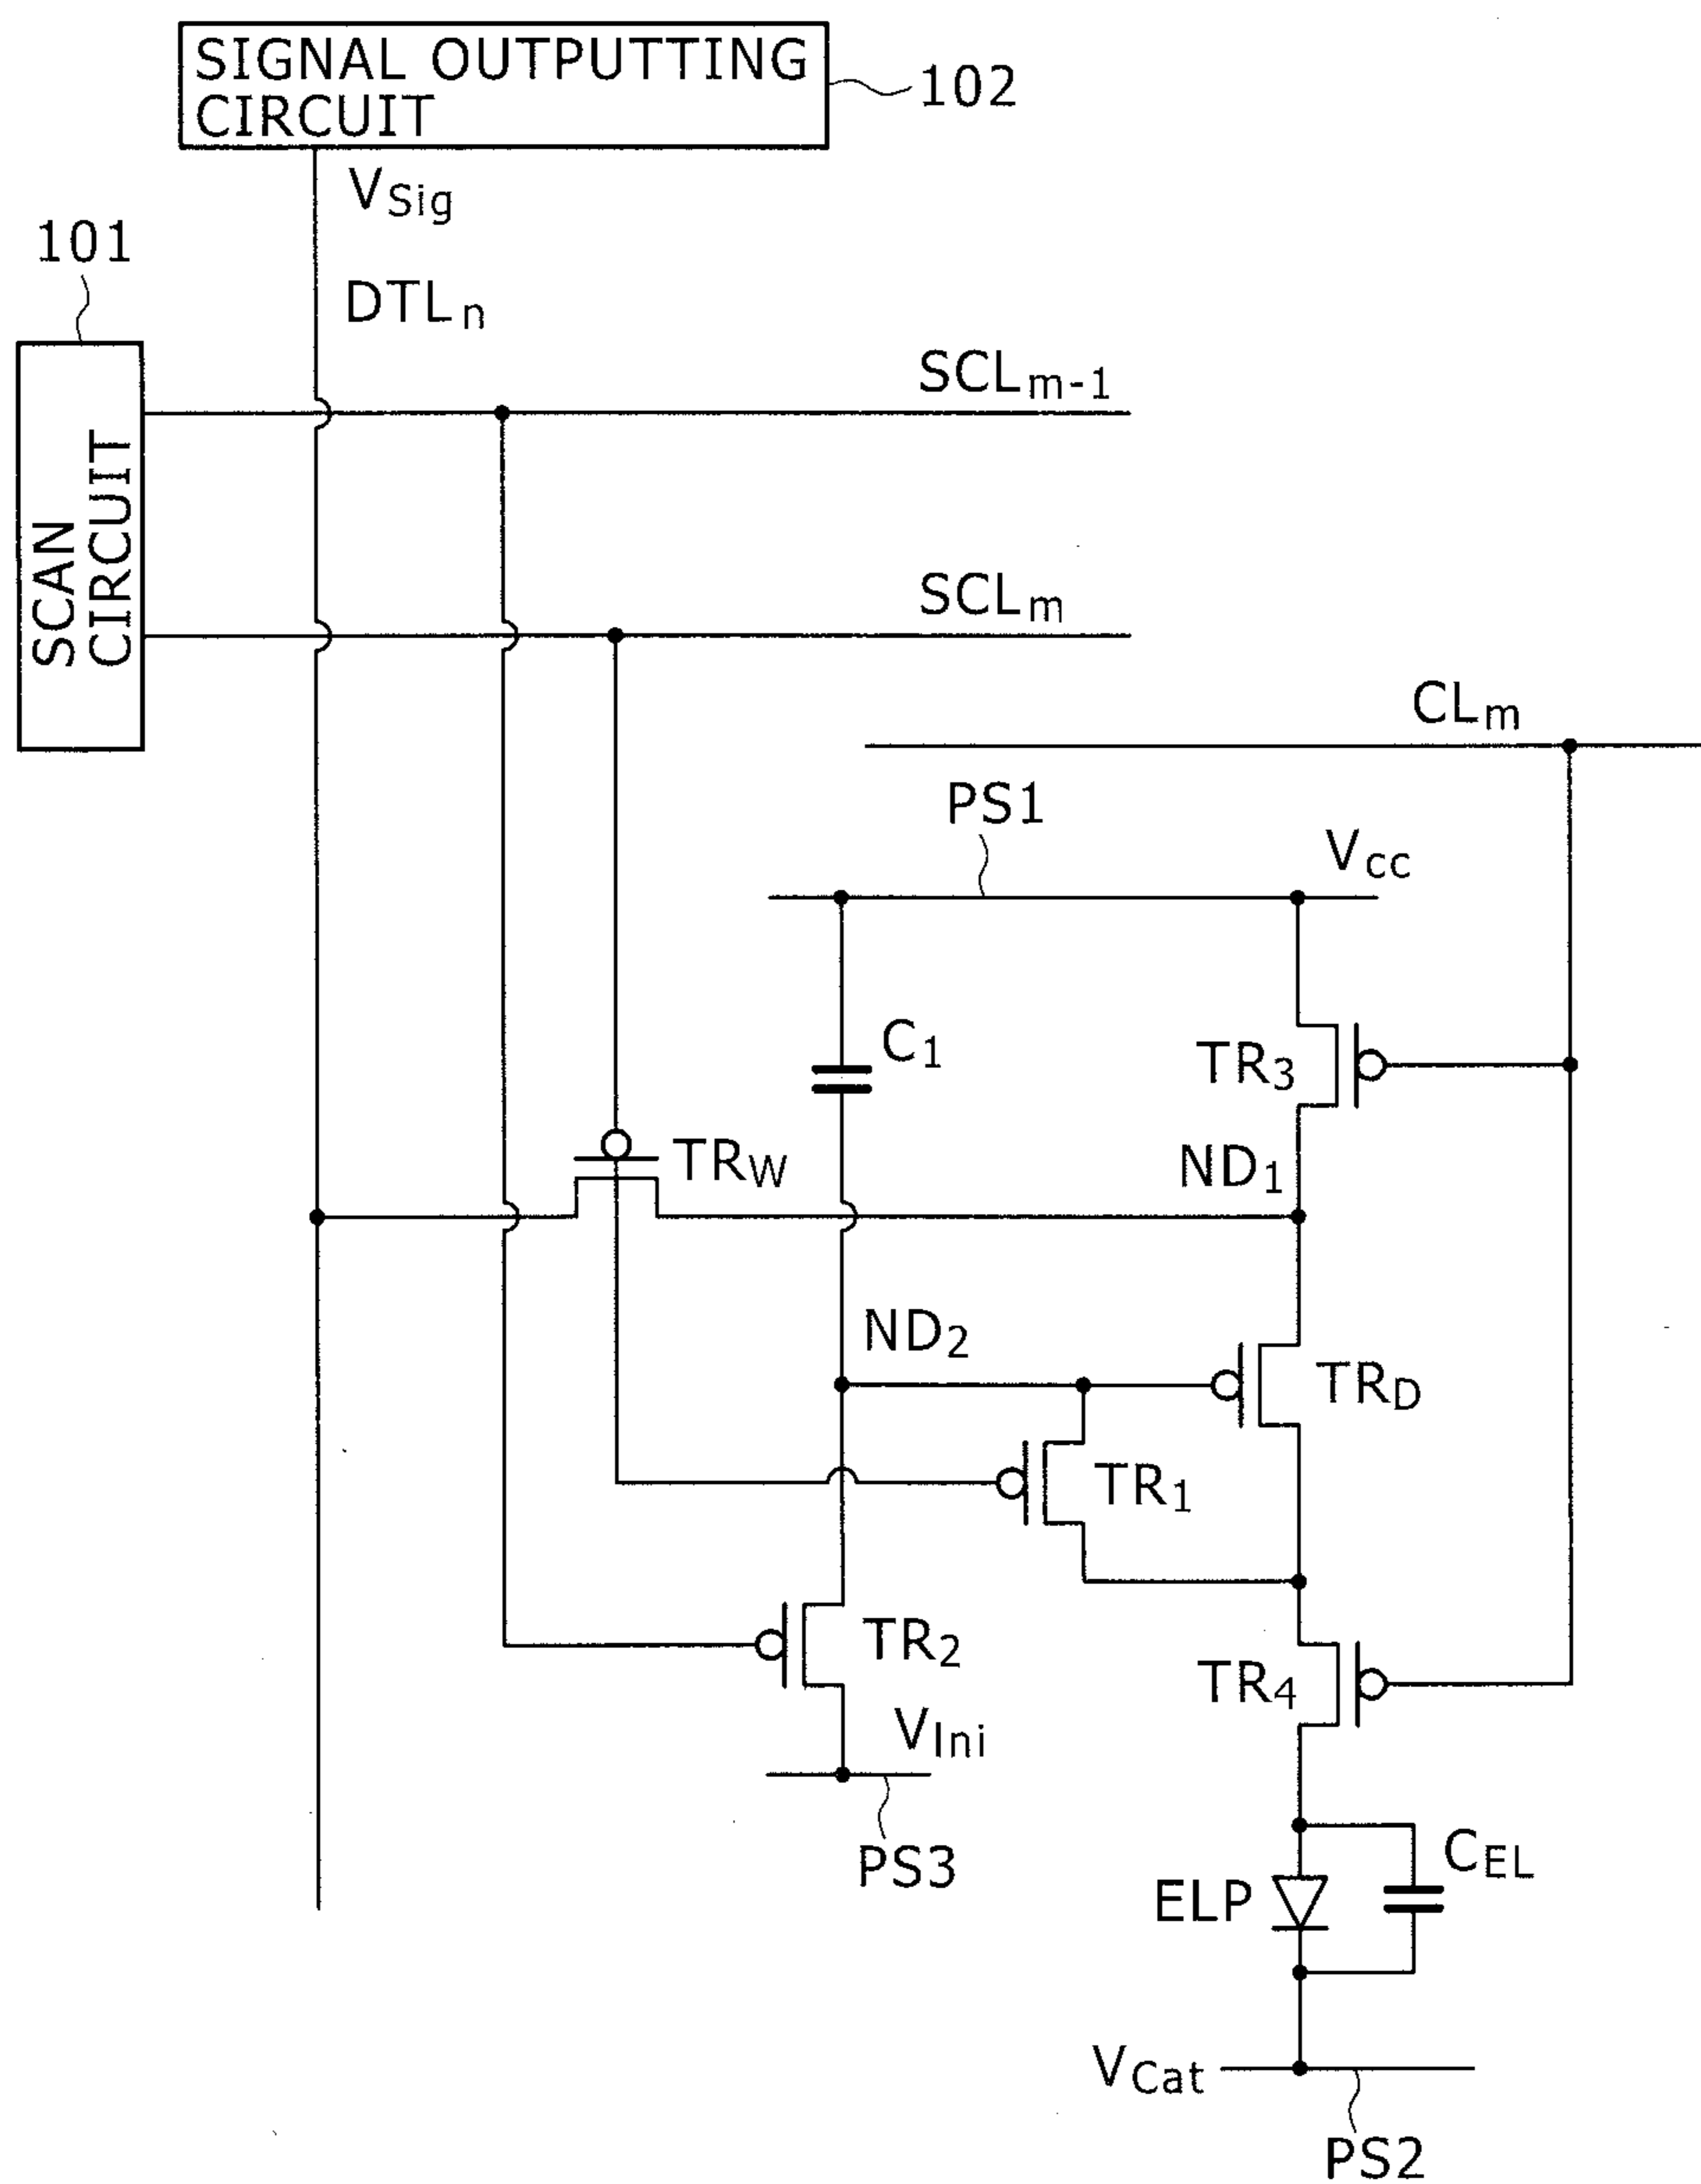 SIGNAL OUTPUTTING
CIRCUIT
102
VSig
101
DTLn
SCLm-1
SCAN
CIRCUIT
SCLm
CLm
PS1
Vcc
C1
TR3
TRW
ND1
ND2
TRD
TR1
TR2
TR4
VIni
PS3
CEL
ELP
VCat
PS2